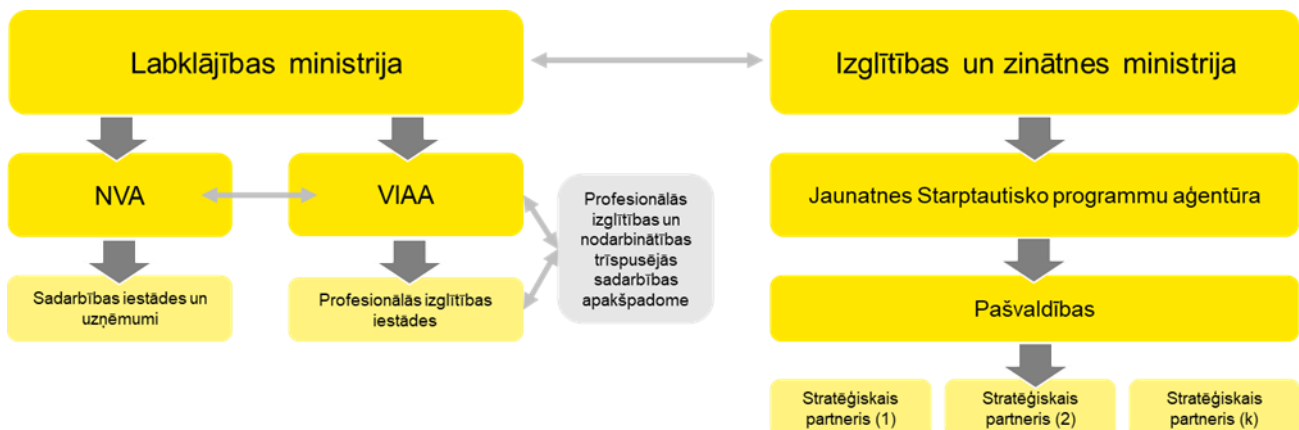 Labklājības ministrija
Izglītības un zinātnes ministrija
NVA
VIAA
Profesionālās
izglītības un
nodarbinātības
trīspusējās
sadarbības
apakšpadome
Jaunatnes Starptautisko programmu aģentūra
Sadarbības iestādes un
uzņēmumi
Profesionālās izglītības
iestādes
Pašvaldības
Stratēģiskais
partneris (1)
Stratēģiskais
partneris (2)
Stratēģiskais
partneris (k)